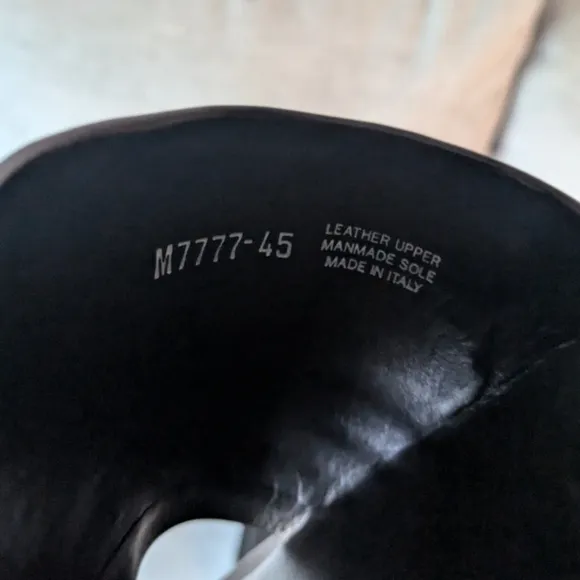 M7777-45
LEATHER UPPER
MANMADE SOLE
MADE IN ITALY